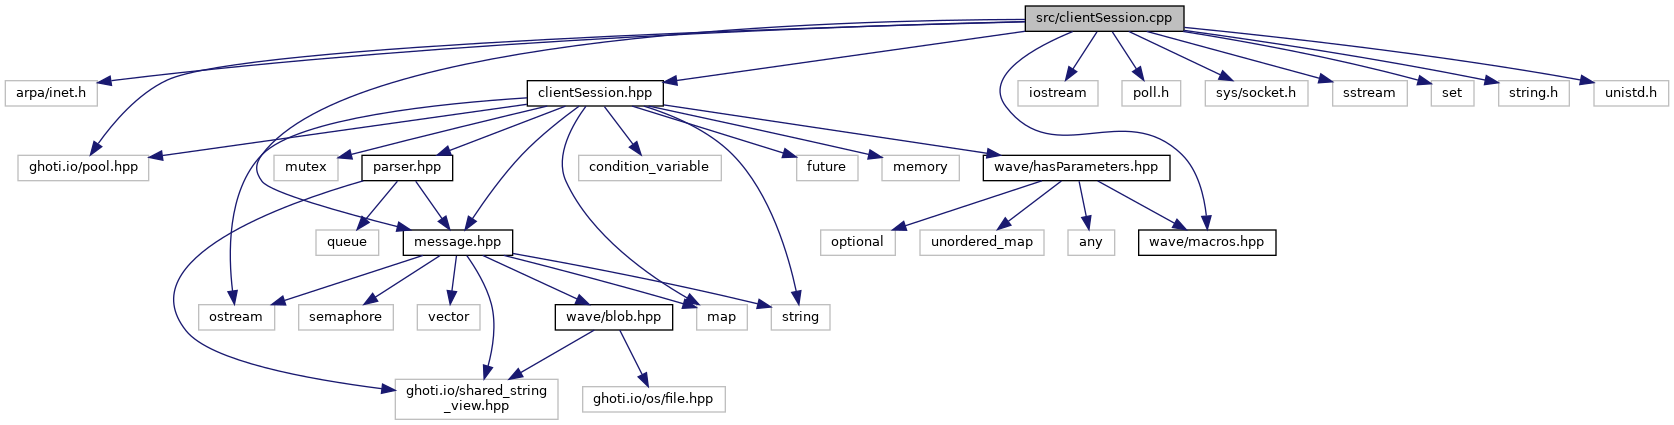 src/clientSession.cpp
arpa/inet.h
clientSession.hpp
iostream
poll.h
sys/socket.h
sstream
set
string.h
unistd.h
ghoti.io/pool.hpp
mutex
parser.hpp
condition_variable
future
memory
wave/hasParameters.hpp
queue
message.hpp
optional
unordered_map
any
wave/macros.hpp
ostream
semaphore
vector
wave/blob.hpp
map
string
ghoti.io/shared_string
_view.hpp
ghoti.io/os/file.hpp